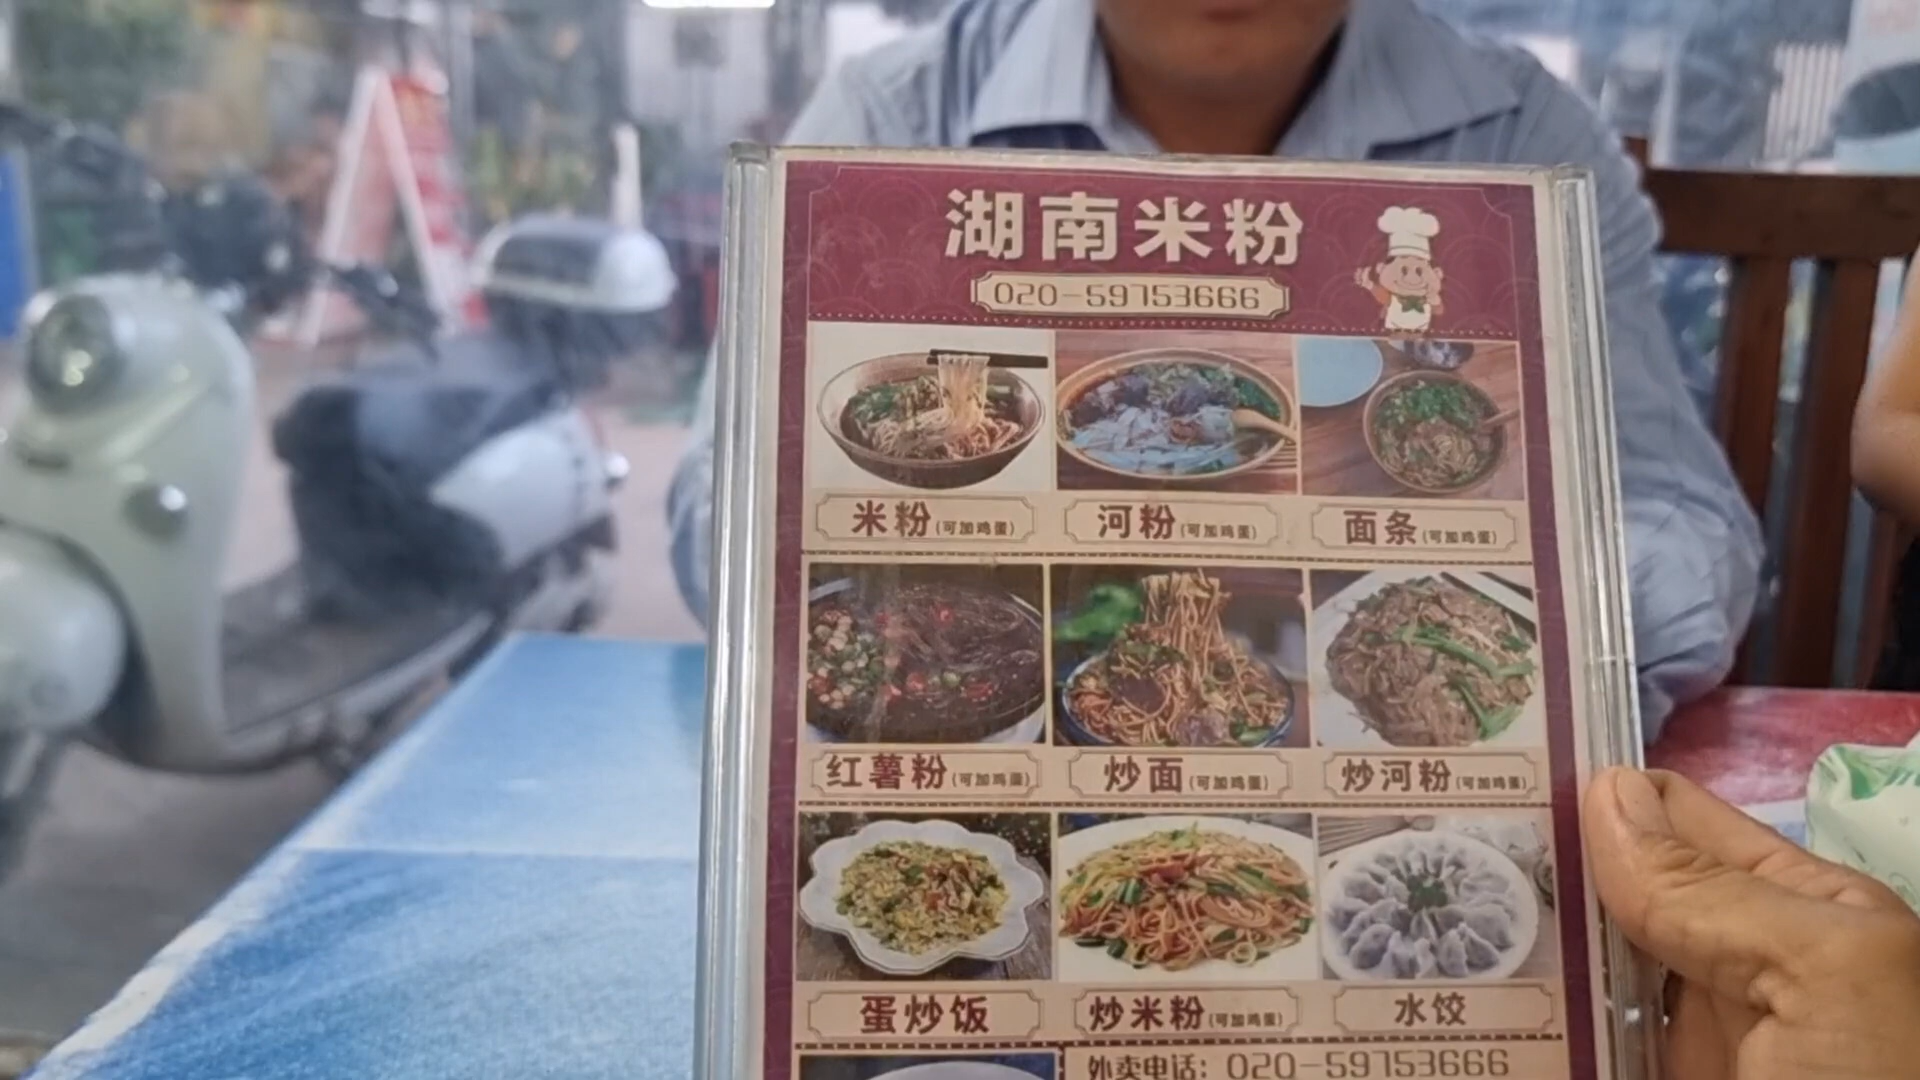 湖南米粉
020-59753666
米粉(可加鸡蛋)
河粉(可加鸡蛋)
面条(可加鸡蛋)
红薯粉(可加鸡蛋)
炒面(可加鸡蛋)
炒河粉(可加鸡蛋)
蛋炒饭
炒米粉(可加鸡蛋)
水饺
外卖电话：020-59753666